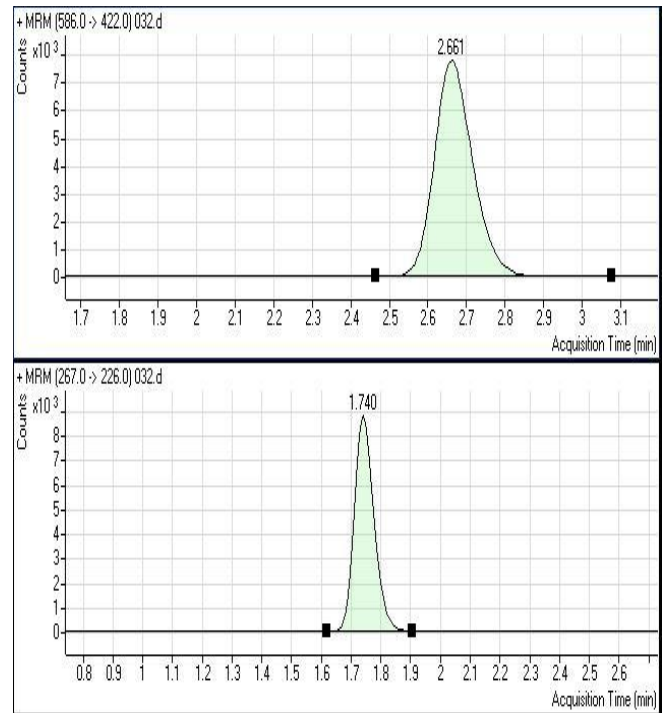 + MRM (586.0 -> 422.0) 032.d
Counts
x10 3
2.661
7
6
5
4
3
2
1
0
1.7 1.8 1.9 2 2.1 2.2 2.3 2.4 2.5 2.6 2.7 2.8 2.9 3 3.1
Acquisition Time (min)
+ MRM (267.0 -> 226.0) 032.d
Counts
x10 3
1.740
8
7
6
5
4
3
2
1
0
0.8 0.9 1 1.1 1.2 1.3 1.4 1.5 1.6 1.7 1.8 1.9 2 2.1 2.2 2.3 2.4 2.5 2.6
Acquisition Time (min)